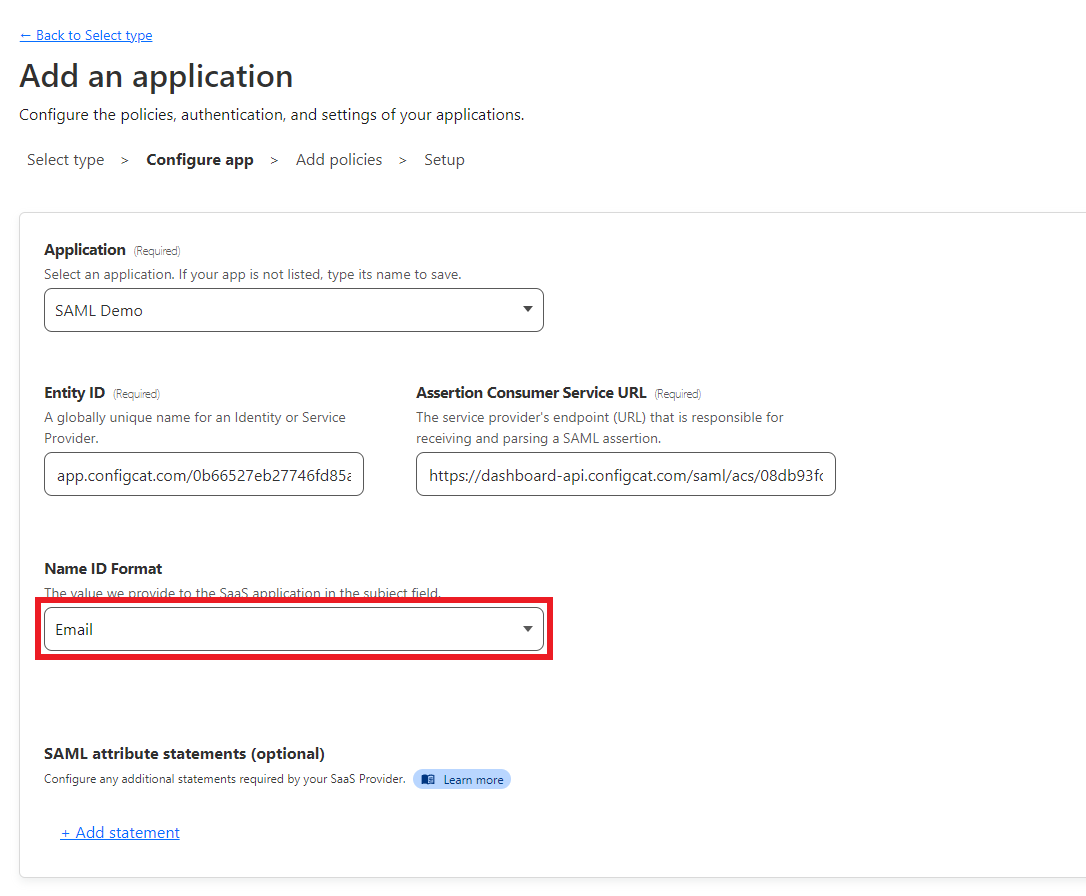 ← Back to Select type
Add an application
Configure the policies, authentication, and settings of your applications.
Select type > Configure app > Add policies > Setup
Application (Required)
Select an application. If your app is not listed, type its name to save.
SAML Demo
Entity ID (Required)
A globally unique name for an Identity or Service
Provider.
app.configcat.com/0b66527eb27746fd85a
Assertion Consumer Service URL (Required)
The service provider's endpoint (URL) that is responsible for
receiving and parsing a SAML assertion.
https://dashboard-api.configcat.com/saml/acs/08db93fc
Name ID Format
The value we provide to the SaaS application in the subject field.
Email
SAML attribute statements (optional)
Configure any additional statements required by your SaaS Provider. Learn more
+ Add statement